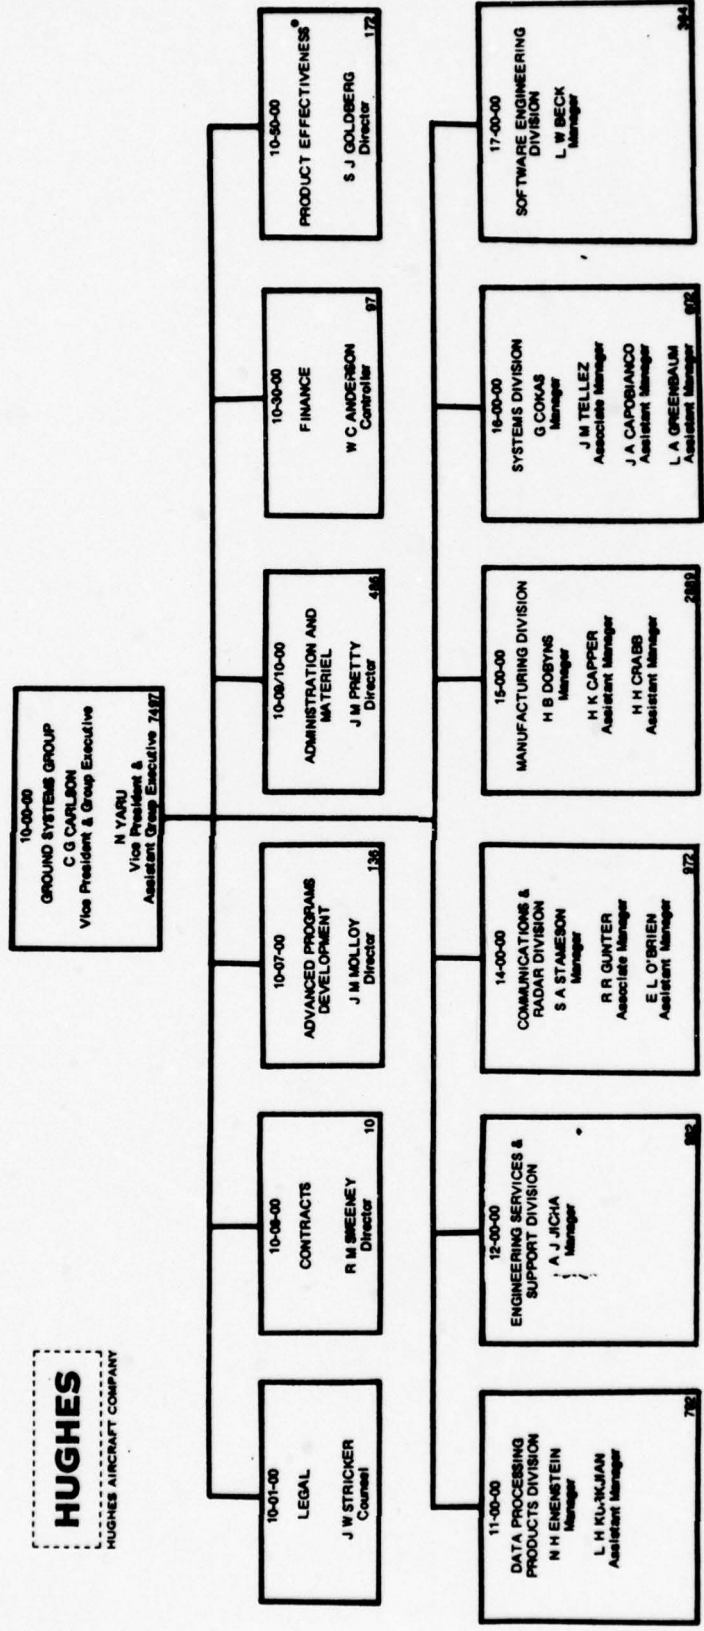 HUGHES
HUGHES AIRCRAFT COMPANY
10-00-00
GROUND SYSTEMS GROUP
C G CARLSON
Vice President & Group Executive
N YARU
Vice President &
Assistant Group Executive 7497
10-01-00
LEGAL
J W STRICKER
Counsel
10-08-00
CONTRACTS
R M SWEENEY
Director
10
10-07-00
ADVANCED PROGRAMS
DEVELOPMENT
J M MOLLOY
Director
136
10-09/10-00
ADMINISTRATION AND
MATERIEL
J M PRETTY
Director
486
10-30-00
FINANCE
W C ANDERSON
Controller
97
10-50-00
PRODUCT EFFECTIVENESS*
S J GOLDBERG
Director
172
11-00-00
DATA PROCESSING
PRODUCTS DIVISION
N H ENENSTEIN
Manager
L H KURKJIAN
Assistant Manager
792
12-00-00
ENGINEERING SERVICES &
SUPPORT DIVISION
A J JICHA
Manager
14-00-00
COMMUNICATIONS &
RADAR DIVISION
S A STAMESON
Manager
R R GUNTER
Associate Manager
E L O'BRIEN
Assistant Manager
972
15-00-00
MANUFACTURING DIVISION
H B DOBYNS
Manager
H K CAPPER
Assistant Manager
H H CRABB
Assistant Manager
2889
16-00-00
SYSTEMS DIVISION
G COKAS
Manager
J M TELLEZ
Associate Manager
J A CAPOBIANCO
Assistant Manager
L A GREENBAUM
Assistant Manager
602
17-00-00
SOFTWARE ENGINEERING
DIVISION
L W BECK
Manager
394